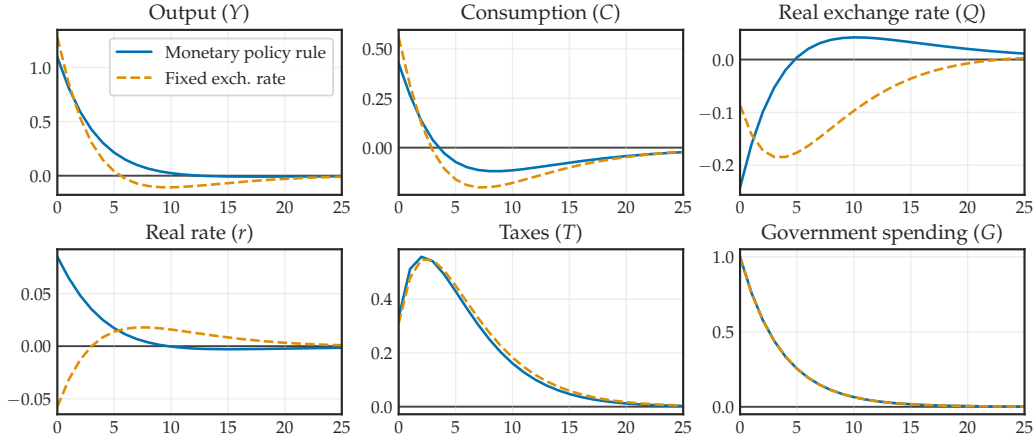 Output (Y)
1.0
0.5
0.0
0 5 10 15 20 25
Monetary policy rule
Fixed exch. rate
Consumption (C)
0.50
0.25
0.00
0 5 10 15 20 25
Real exchange rate (Q)
0.0
−0.1
−0.2
0 5 10 15 20 25
Real rate (r)
0.05
0.00
−0.05
0 5 10 15 20 25
Taxes (T)
0.4
0.2
0.0
0 5 10 15 20 25
Government spending (G)
1.0
0.5
0.0
0 5 10 15 20 25